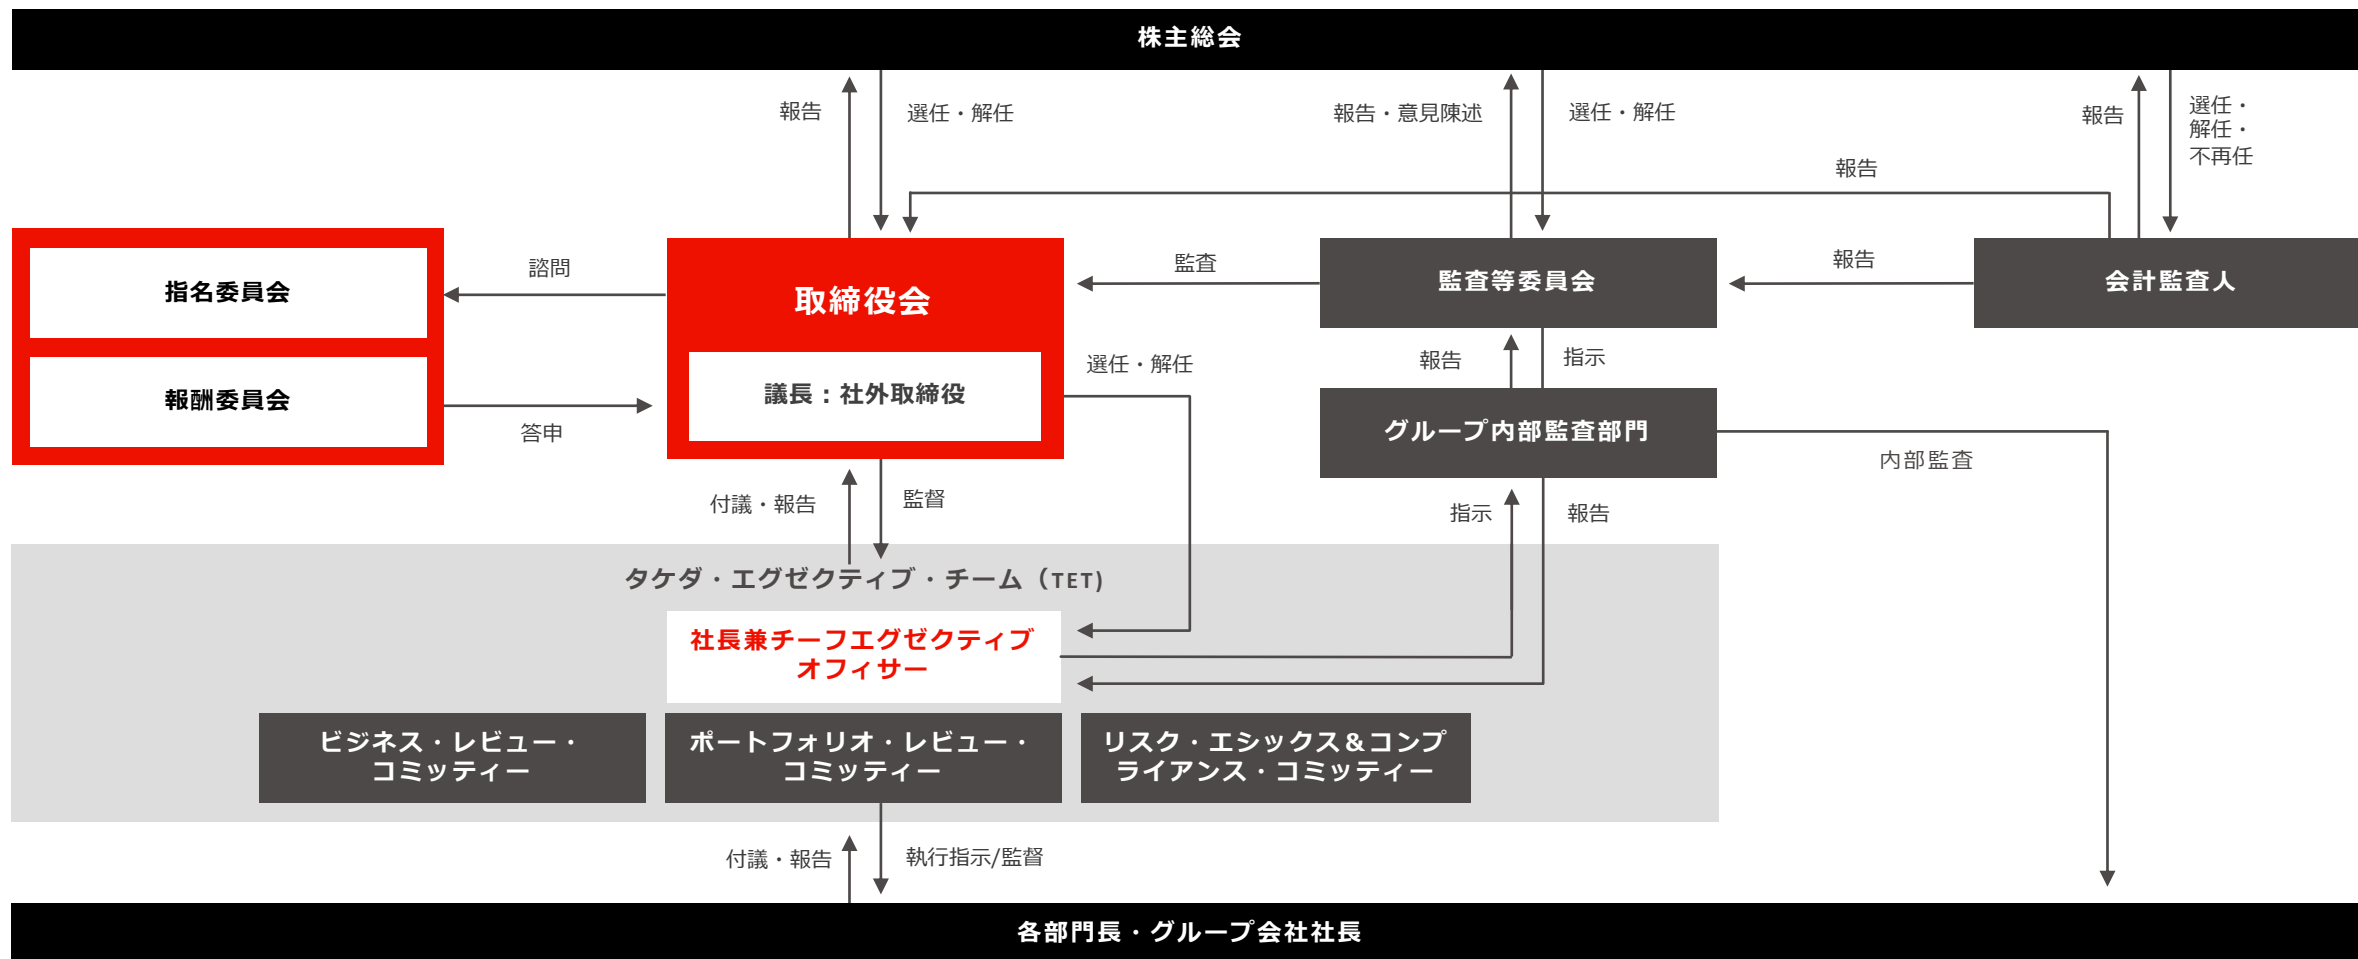 株主総会
報告
選任・解任
報告・意見陳述
選任・解任
報告
選任・
解任・
不再任
報告
指名委員会
報酬委員会
諮問
答申
取締役会
議長：社外取締役
監査
監査等委員会
報告
会計監査人
選任・解任
報告
指示
グループ内部監査部門
内部監査
付議・報告
監督
指示
報告
タケダ・エグゼクティブ・チーム（TET)
社長兼チーフエグゼクティブ
オフィサー
ビジネス・レビュー・
コミッティー
ポートフォリオ・レビュー・
コミッティー
リスク・エシックス＆コンプ
ライアンス・コミッティー
付議・報告
執行指示/監督
各部門長・グループ会社社長